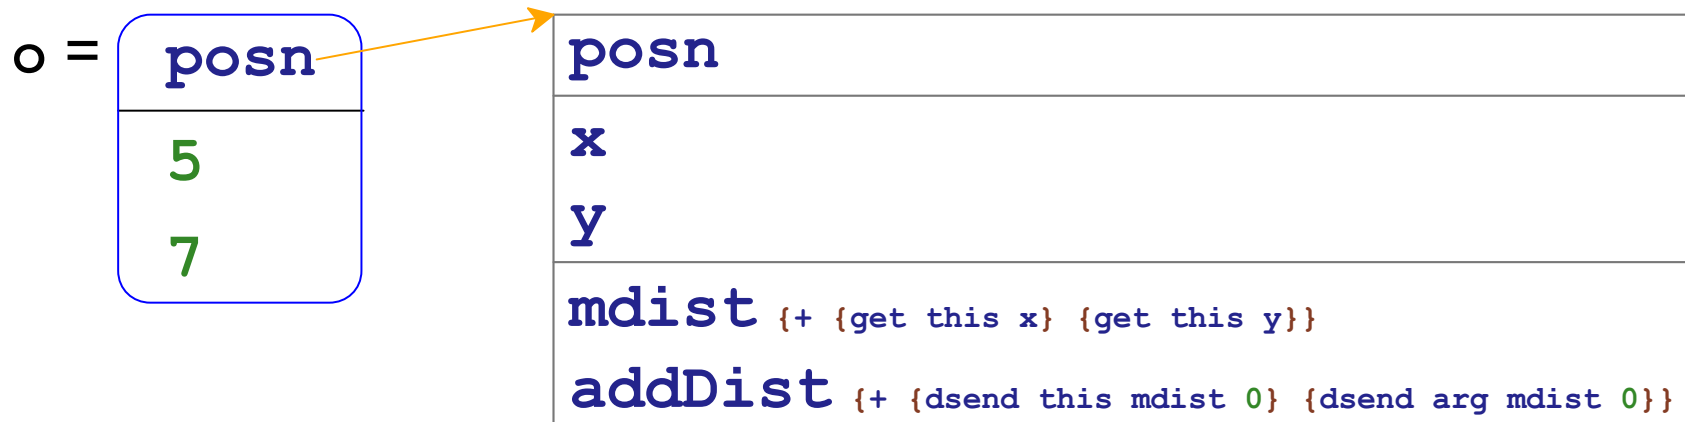 o = posn
5
7
posn
x
y
mdist {+ {get this x} {get this y}}
addDist {+ {dsend this mdist 0} {dsend arg mdist 0}}